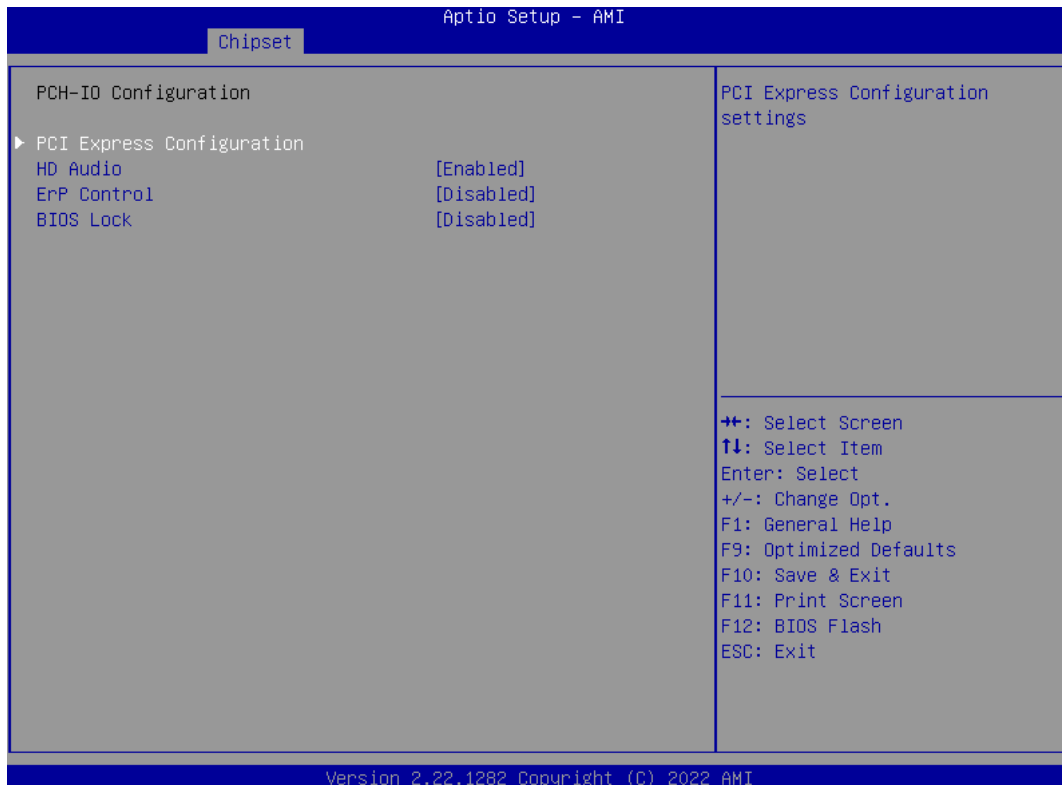 Aptio Setup – AMI
Chipset
PCH-IO Configuration
PCI Express Configuration
HD Audio [Enabled]
ErP Control [Disabled]
BIOS Lock [Disabled]
PCI Express Configuration
settings
→←: Select Screen
↑↓: Select Item
Enter: Select
+/-: Change Opt.
F1: General Help
F9: Optimized Defaults
F10: Save & Exit
F11: Print Screen
F12: BIOS Flash
ESC: Exit
Version 2.22.1282 Copyright (C) 2022 AMI